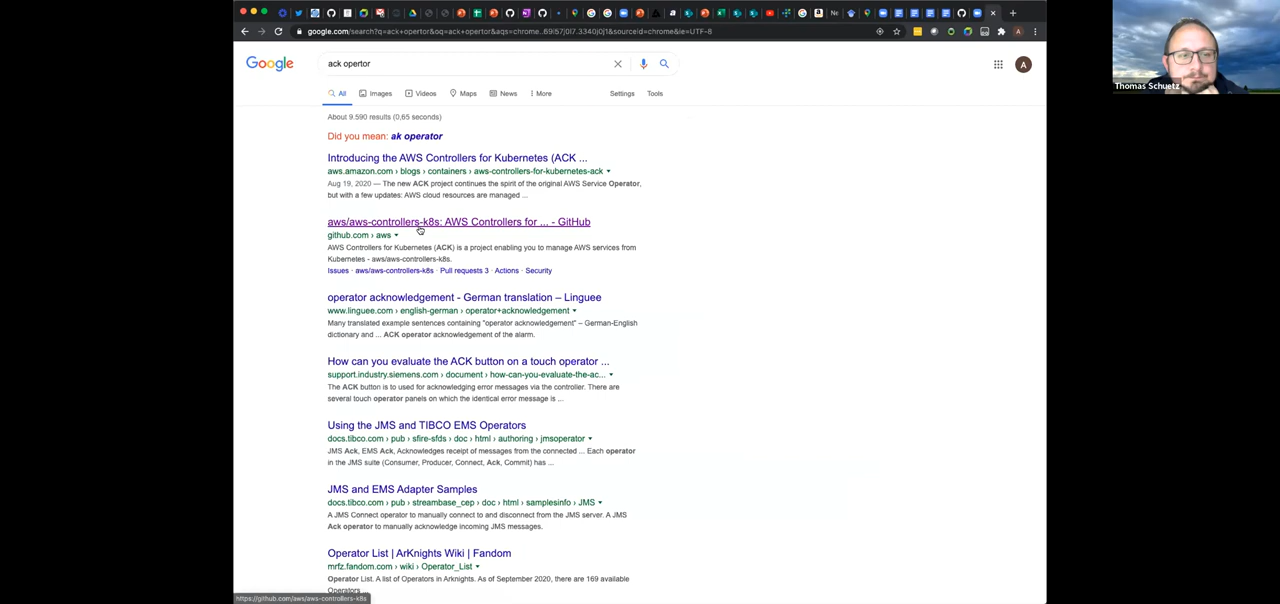 Ne
google.com/search?q=ack+opertor&oq=ack+opertor&aqs=chrome..69i57j0l7.3340j0j1&sourceid=chrome&ie=UTF-8
Google
ack opertor
A
All Images Videos Maps News More Settings Tools
About 9.590 results (0,65 seconds)
Did you mean: ak operator
Introducing the AWS Controllers for Kubernetes (ACK ...
aws.amazon.com › blogs › containers › aws-controllers-for-kubernetes-ack
Aug 19, 2020 — The new ACK project continues the spirit of the original AWS Service Operator,
but with a few updates: AWS cloud resources are managed ...
aws/aws-controllers-k8s: AWS Controllers for ... - GitHub
github.com › aws
AWS Controllers for Kubernetes (ACK) is a project enabling you to manage AWS services from
Kubernetes - aws/aws-controllers-k8s.
Issues · aws/aws-controllers-k8s · Pull requests 3 · Actions · Security
operator acknowledgement - German translation – Linguee
www.linguee.com › english-german › operator+acknowledgement
Many translated example sentences containing "operator acknowledgement" – German-English
dictionary and ... ACK operator acknowledgement of the alarm.
How can you evaluate the ACK button on a touch operator ...
support.industry.siemens.com › document › how-can-you-evaluate-the-ac...
The ACK button is used for acknowledging error messages via the controller. There are
several touch operator panels on which the identical error message is ...
Using the JMS and TIBCO EMS Operators
docs.tibco.com › pub › sfire-sfds › doc › html › authoring › jmsoperator
JMS Ack, EMS Ack, Acknowledges receipt of messages from the connected ... Each operator
in the JMS suite (Consumer, Producer, Connect, Ack, Commit) has ...
JMS and EMS Adapter Samples
docs.tibco.com › pub › streambase_cep › doc › html › samplesinfo › JMS
A JMS Connect operator to manually connect to and disconnect from the JMS server. A JMS
Ack operator to manually acknowledge incoming JMS messages.
Operator List | ArKnights Wiki | Fandom
mrfz.fandom.com › wiki › Operator_List
Operator List. A list of Operators in Arknights. As of September 2020, there are 169 available
Operators
https://github.com/aws/aws-controllers-k8s
Thomas Schuetz